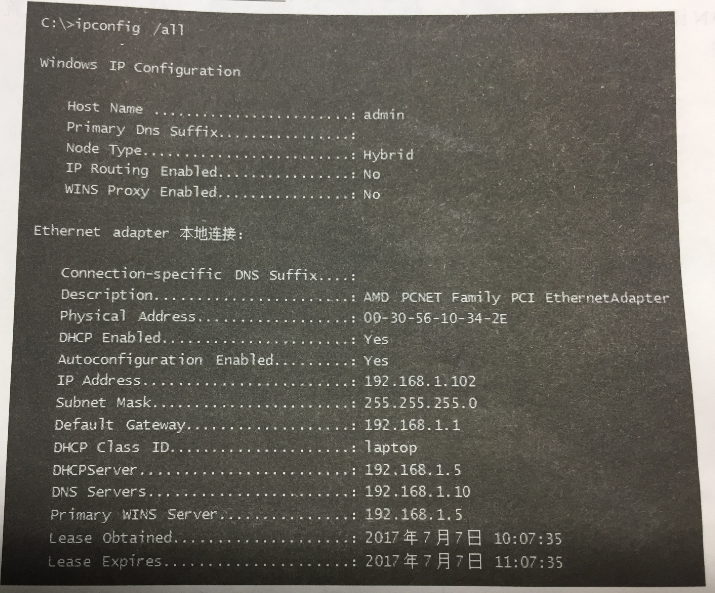 C:\>ipconfig /all
Windows IP Configuration
Host Name ........................: admin
Primary Dns Suffix.................:
Node Type..........................: Hybrid
IP Routing Enabled.................: No
WINS Proxy Enabled.................: No
Ethernet adapter 本地连接:
Connection-specific DNS Suffix....:
Description........................: AMD PCNET Family PCI EthernetAdapter
Physical Address...................: 00-30-56-10-34-2E
DHCP Enabled.......................: Yes
Autoconfiguration Enabled.........: Yes
IP Address.........................: 192.168.1.102
Subnet Mask........................: 255.255.255.0
Default Gateway....................: 192.168.1.1
DHCP Class ID......................: laptop
DHCPServer.........................: 192.168.1.5
DNS Servers........................: 192.168.1.10
Primary WINS Server...............: 192.168.1.5
Lease Obtained.....................: 2017年7月7日 10:07:35
Lease Expires......................: 2017年7月7日 11:07:35